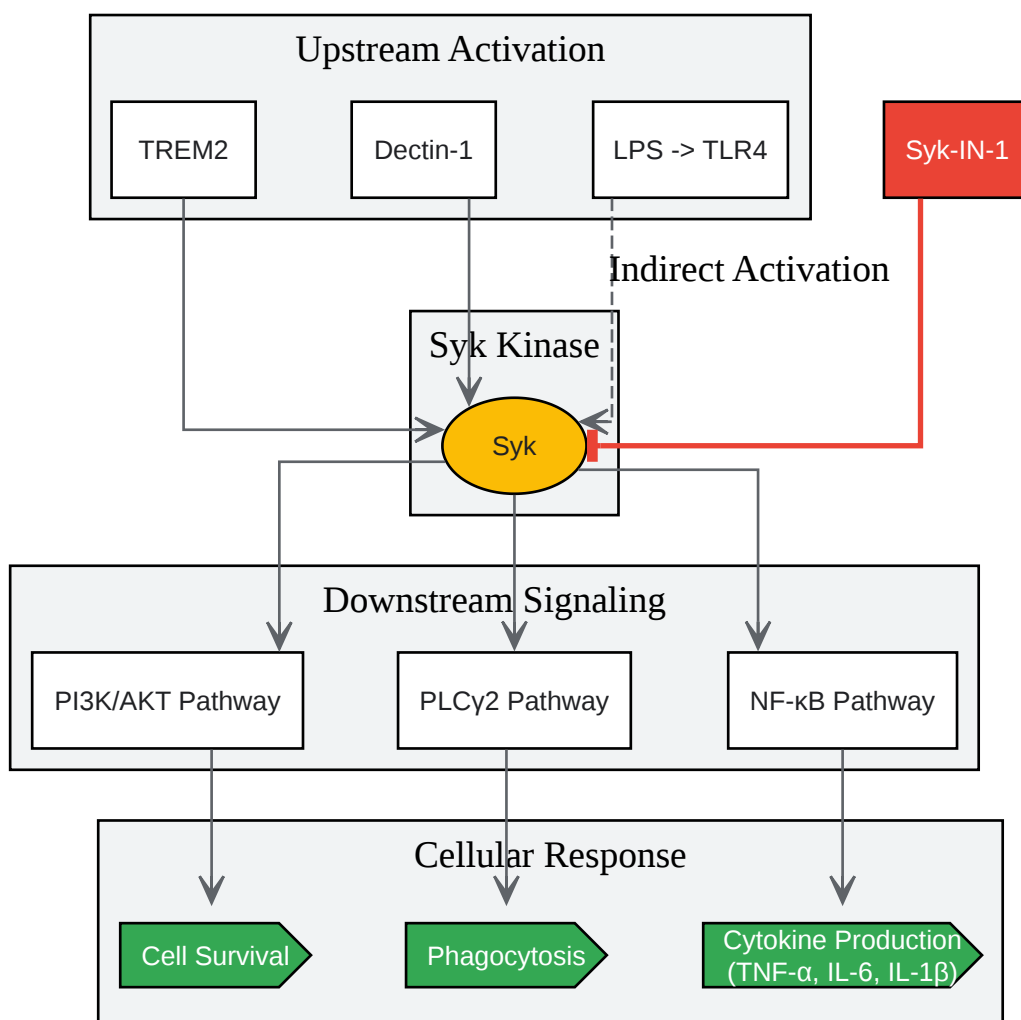 Upstream Activation
TREM2
Dectin-1
LPS -> TLR4
Syk-IN-1
Indirect Activation
Syk Kinase
Syk
Downstream Signaling
PI3K/AKT Pathway
PLCγ2 Pathway
NF-κB Pathway
Cellular Response
Cell Survival
Phagocytosis
Cytokine Production
(TNF-α, IL-6, IL-1β)